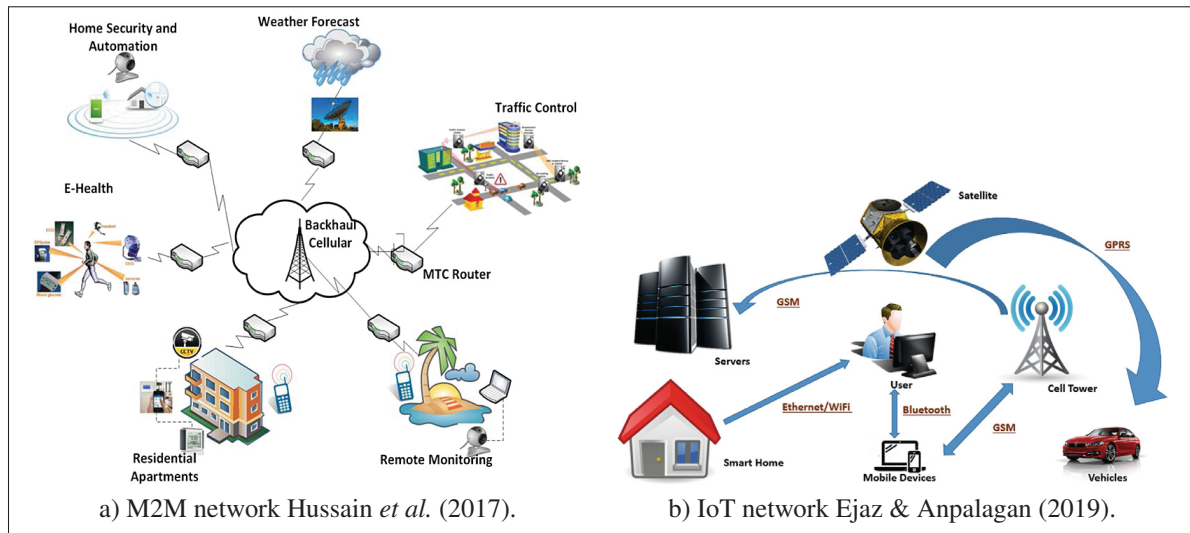 Home Security and
Automation
Weather Forecast
Traffic Control
E-Health
Backhaul
Cellular
MTC Router
CCTV
Residential
Apartments
Remote Monitoring
a) M2M network Hussain et al. (2017).
Satellite
GPRS
GSM
Servers
User
Cell Tower
Ethernet/WiFi
Bluetooth
GSM
Smart Home
Mobile Devices
Vehicles
b) IoT network Ejaz & Anpalagan (2019).